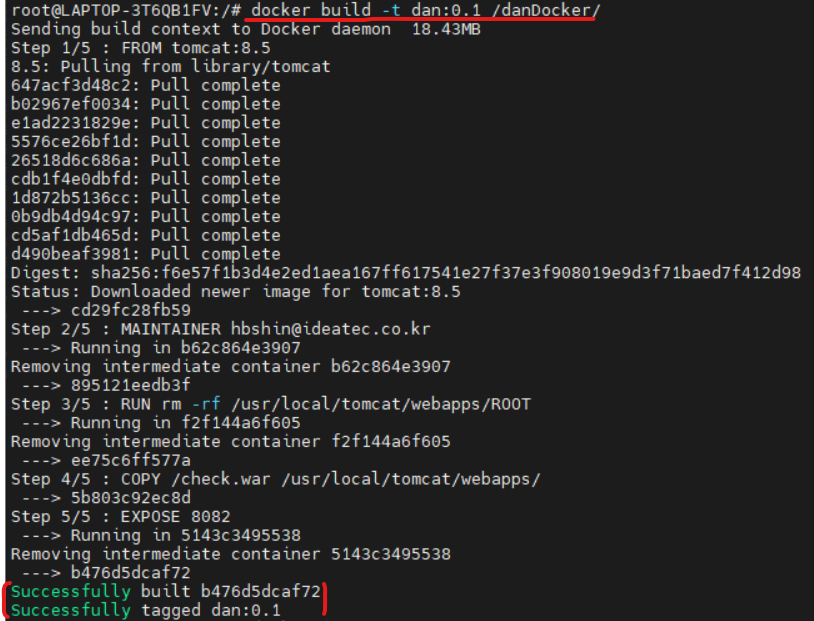 root@LAPTOP-3T6QB1FV:/# docker build -t dan:0.1 /danDocker/
Sending build context to Docker daemon  18.43MB
Step 1/5 : FROM tomcat:8.5
8.5: Pulling from library/tomcat
647acf3d48c2: Pull complete
b02967ef0034: Pull complete
e1ad2231829e: Pull complete
5576ce26bf1d: Pull complete
26518d6c686a: Pull complete
cdb1f4e0dbfd: Pull complete
1d872b5136cc: Pull complete
0b9db4d94c97: Pull complete
cd5af1db465d: Pull complete
d490beaf3981: Pull complete
Digest: sha256:f6e57f1b3d4e2ed1aea167ff617541e27f37e3f908019e9d3f71baed7f412d98
Status: Downloaded newer image for tomcat:8.5
 ---> cd29fc28fb59
Step 2/5 : MAINTAINER hbshin@ideatec.co.kr
 ---> Running in b62c864e3907
Removing intermediate container b62c864e3907
 ---> 895121eedb3f
Step 3/5 : RUN rm -rf /usr/local/tomcat/webapps/ROOT
 ---> Running in f2f144a6f605
Removing intermediate container f2f144a6f605
 ---> ee75c6ff577a
Step 4/5 : COPY /check.war /usr/local/tomcat/webapps/
 ---> 5b803c92ec8d
Step 5/5 : EXPOSE 8082
 ---> Running in 5143c3495538
Removing intermediate container 5143c3495538
 ---> b476d5dcaf72
Successfully built b476d5dcaf72
Successfully tagged dan:0.1